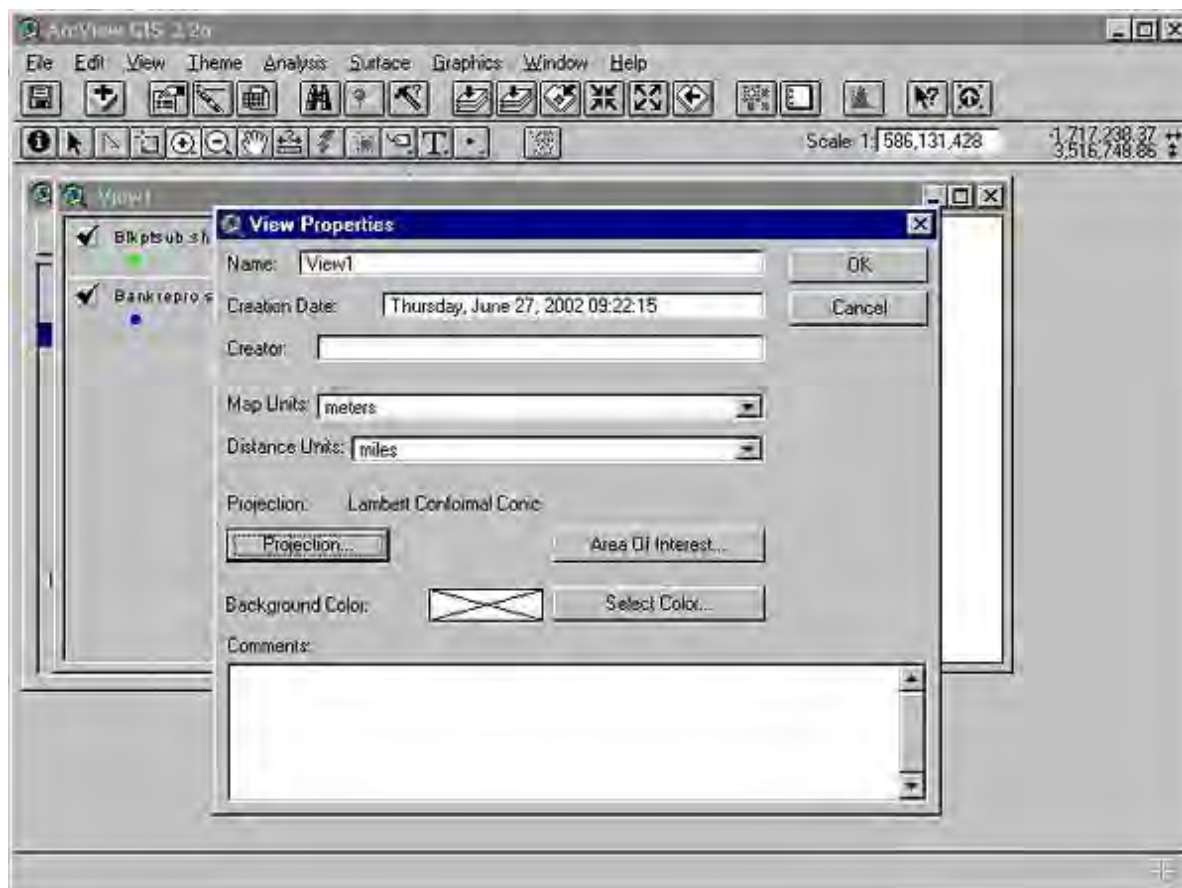 ArcView GIS 3.2a
File Edit View Theme Analysis Surface Graphics Window Help
Scale 1: 586,131,428
-1,717,238.37
3,516,748.86
View1
Blkptsub.sh
Bankrepro s
View Properties
Name: View1
OK
Creation Date: Thursday, June 27, 2002 09:22:15
Cancel
Creator:
Map Units: meters
Distance Units: miles
Projection: Lambert Conformal Conic
Projection...
Area Of Interest...
Background Color:
Select Color...
Comments: